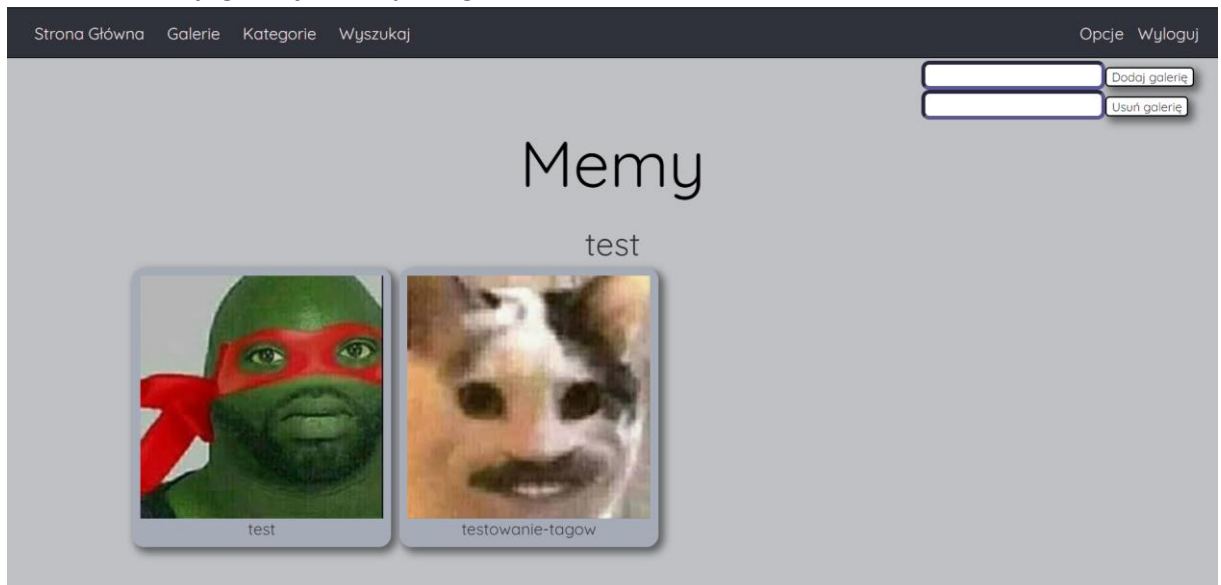 Strona Główna Galerie Kategorie Wyszukaj Opcje Wyloguj
Dodaj galerię
Usuń galerię
Memy
test
test testowanie-tagow